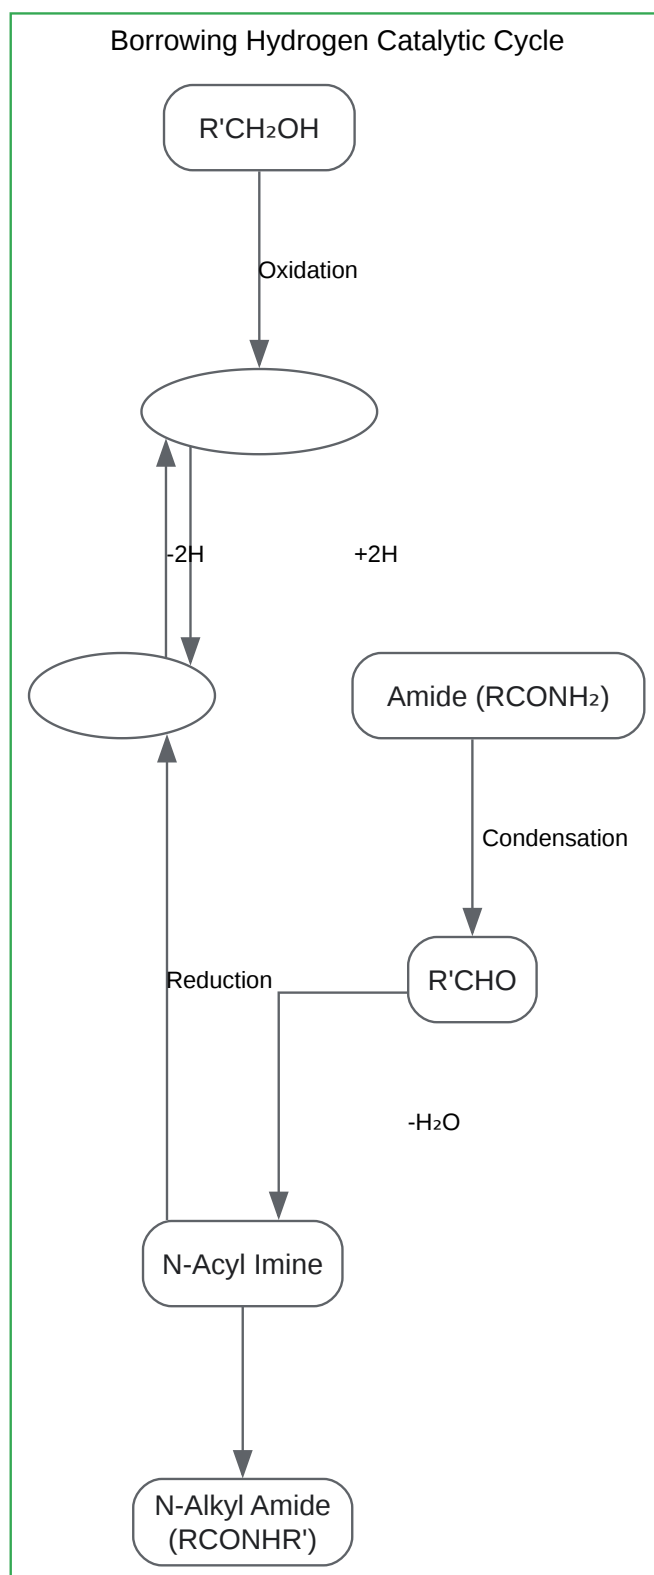 Borrowing Hydrogen Catalytic Cycle
R'CH₂OH
Oxidation
-2H
+2H
Amide (RCONH₂)
Condensation
R'CHO
Reduction
-H₂O
N-Acyl Imine
N-Alkyl Amide
(RCONHR')